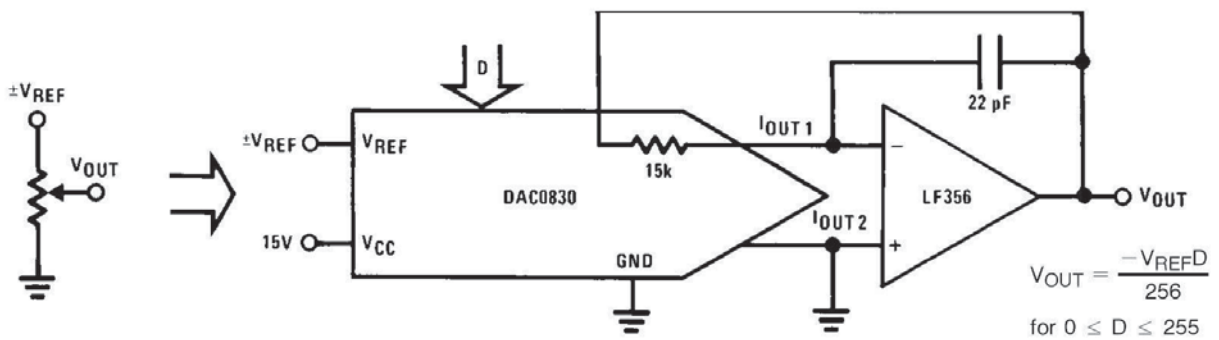 ±VREF
VOUT
D
±VREF
VREF
15V
VCC
DAC0830
GND
15k
IOUT 1
IOUT 2
22 pF
−
+
LF356
VOUT
VOUT = −VREFD / 256
for 0 ≤ D ≤ 255